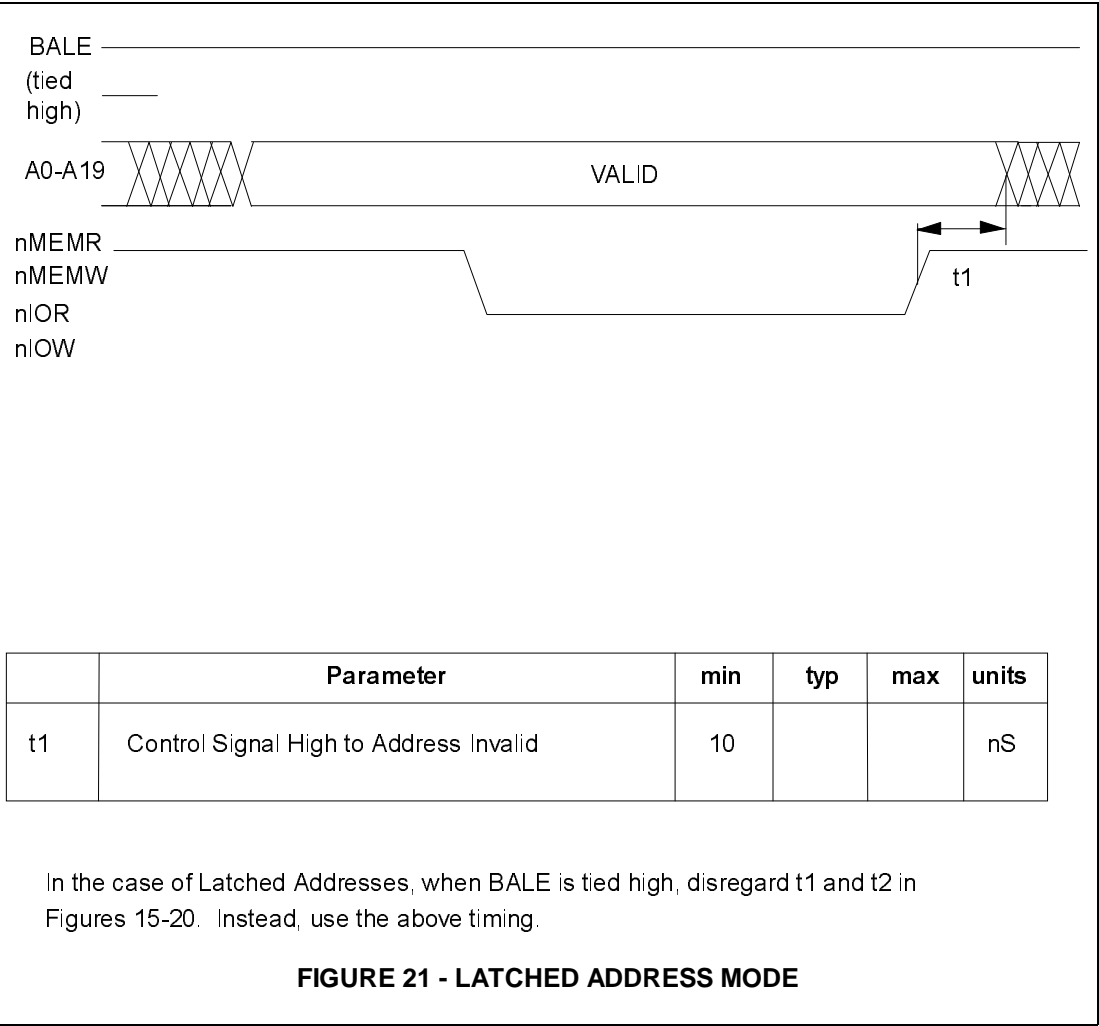 BALE
(tied
high)
A0-A19
VALID
nMEMR
nMEMW
nIOR
nIOW
t1
Parameter min typ max units
t1 Control Signal High to Address Invalid 10 nS
In the case of Latched Addresses, when BALE is tied high, disregard t1 and t2 in
Figures 15-20. Instead, use the above timing.
FIGURE 21 - LATCHED ADDRESS MODE